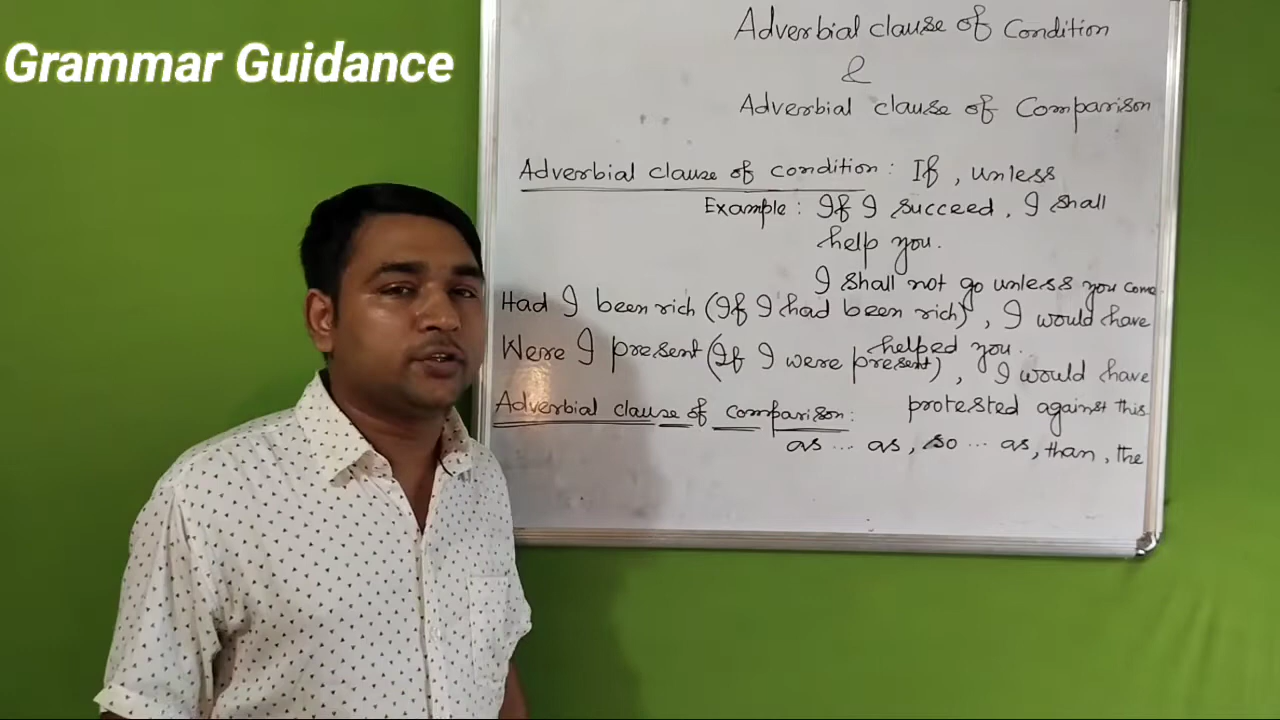 Grammar Guidance
Adverbial clause of Condition
&
Adverbial clause of Comparison
Adverbial clause of condition: If, unless
Example: If I succeed, I shall
help you.
I shall not go unless you come.
Had I been rich (If I had been rich), I would have
helped you.
Were I present (If I were present), I would have
protested against this
Adverbial clause of comparison:
as ... as, so ... as, than, the